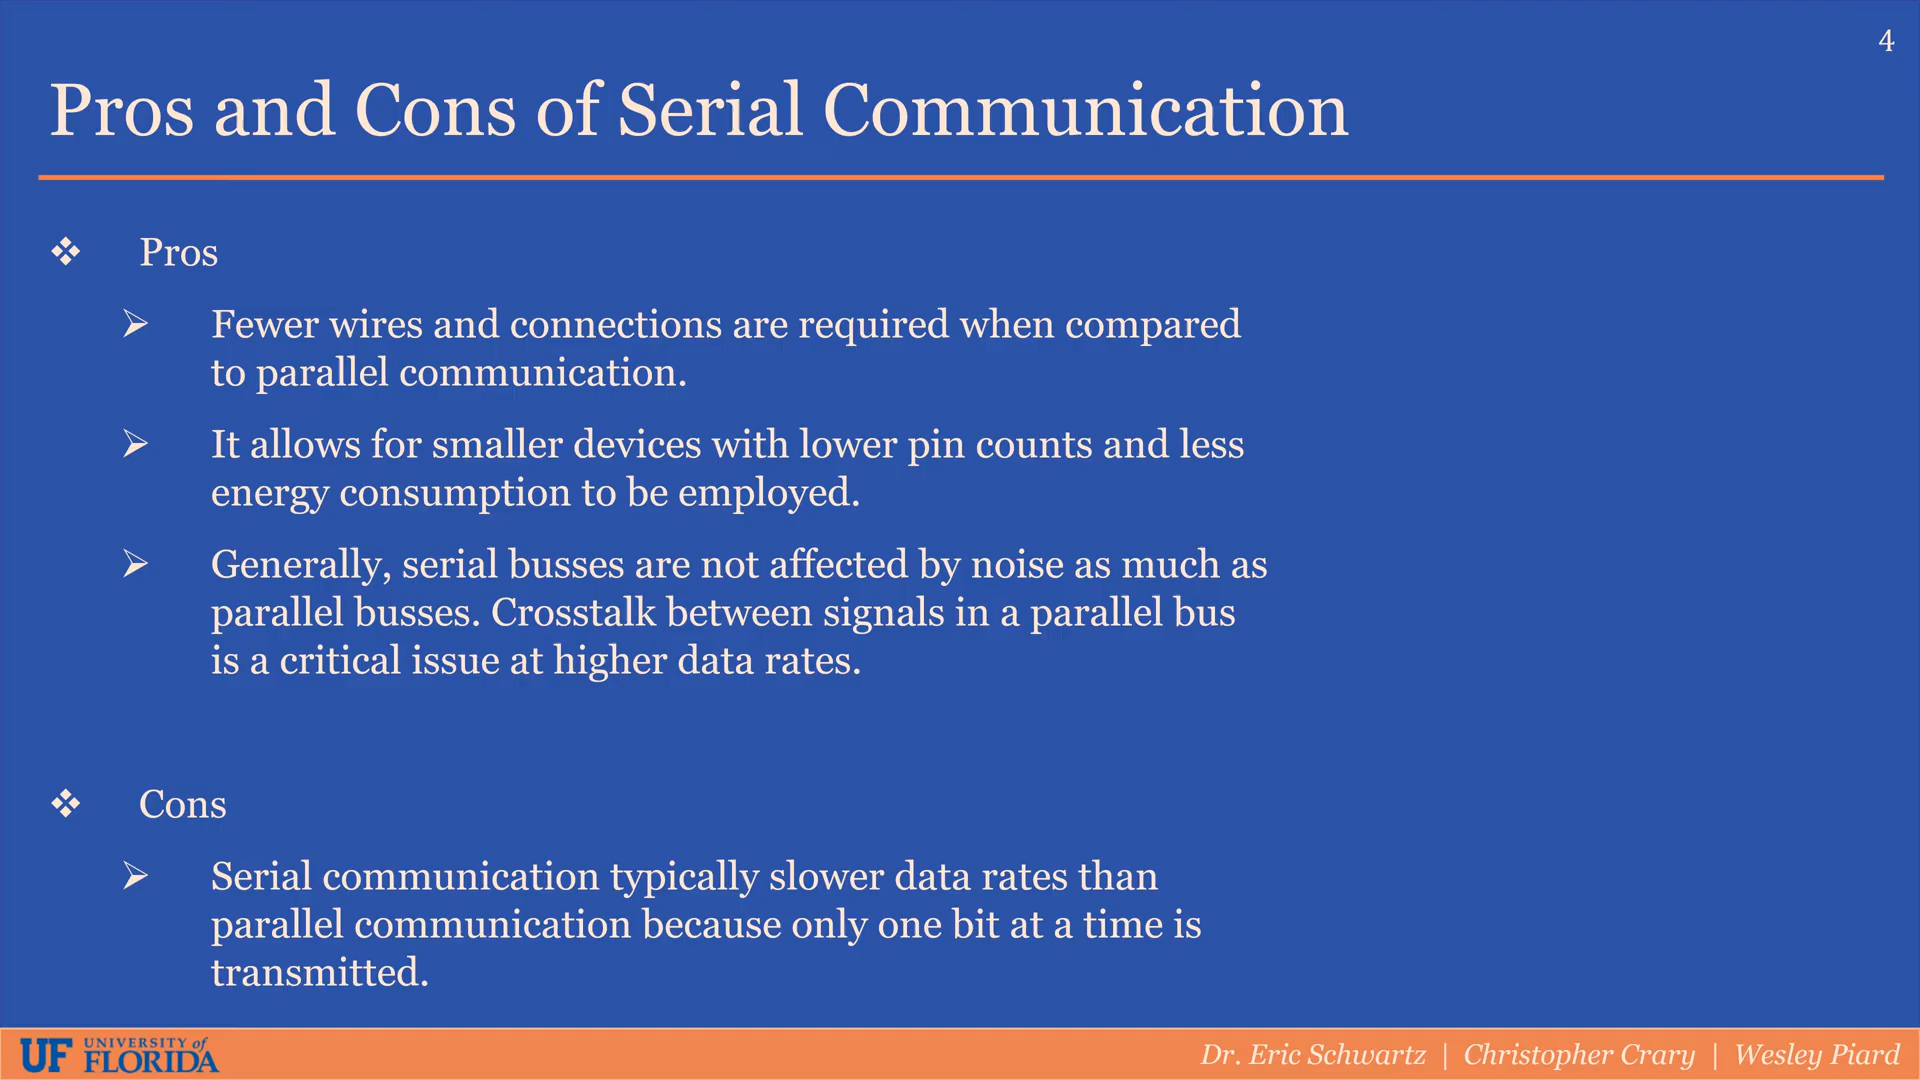 4
Pros and Cons of Serial Communication
❖ Pros
➢ Fewer wires and connections are required when compared
to parallel communication.
➢ It allows for smaller devices with lower pin counts and less
energy consumption to be employed.
➢ Generally, serial busses are not affected by noise as much as
parallel busses. Crosstalk between signals in a parallel bus
is a critical issue at higher data rates.
❖ Cons
➢ Serial communication typically slower data rates than
parallel communication because only one bit at a time is
transmitted.
UF UNIVERSITY of
FLORIDA
Dr. Eric Schwartz | Christopher Crary | Wesley Piard